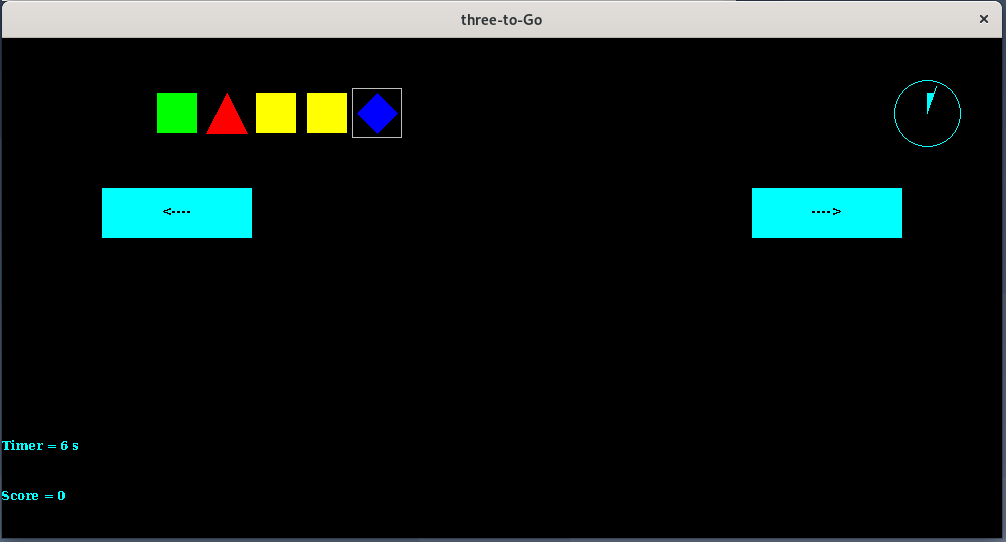 three-to-Go
<---- ---->
Timer = 6 s
Score = 0